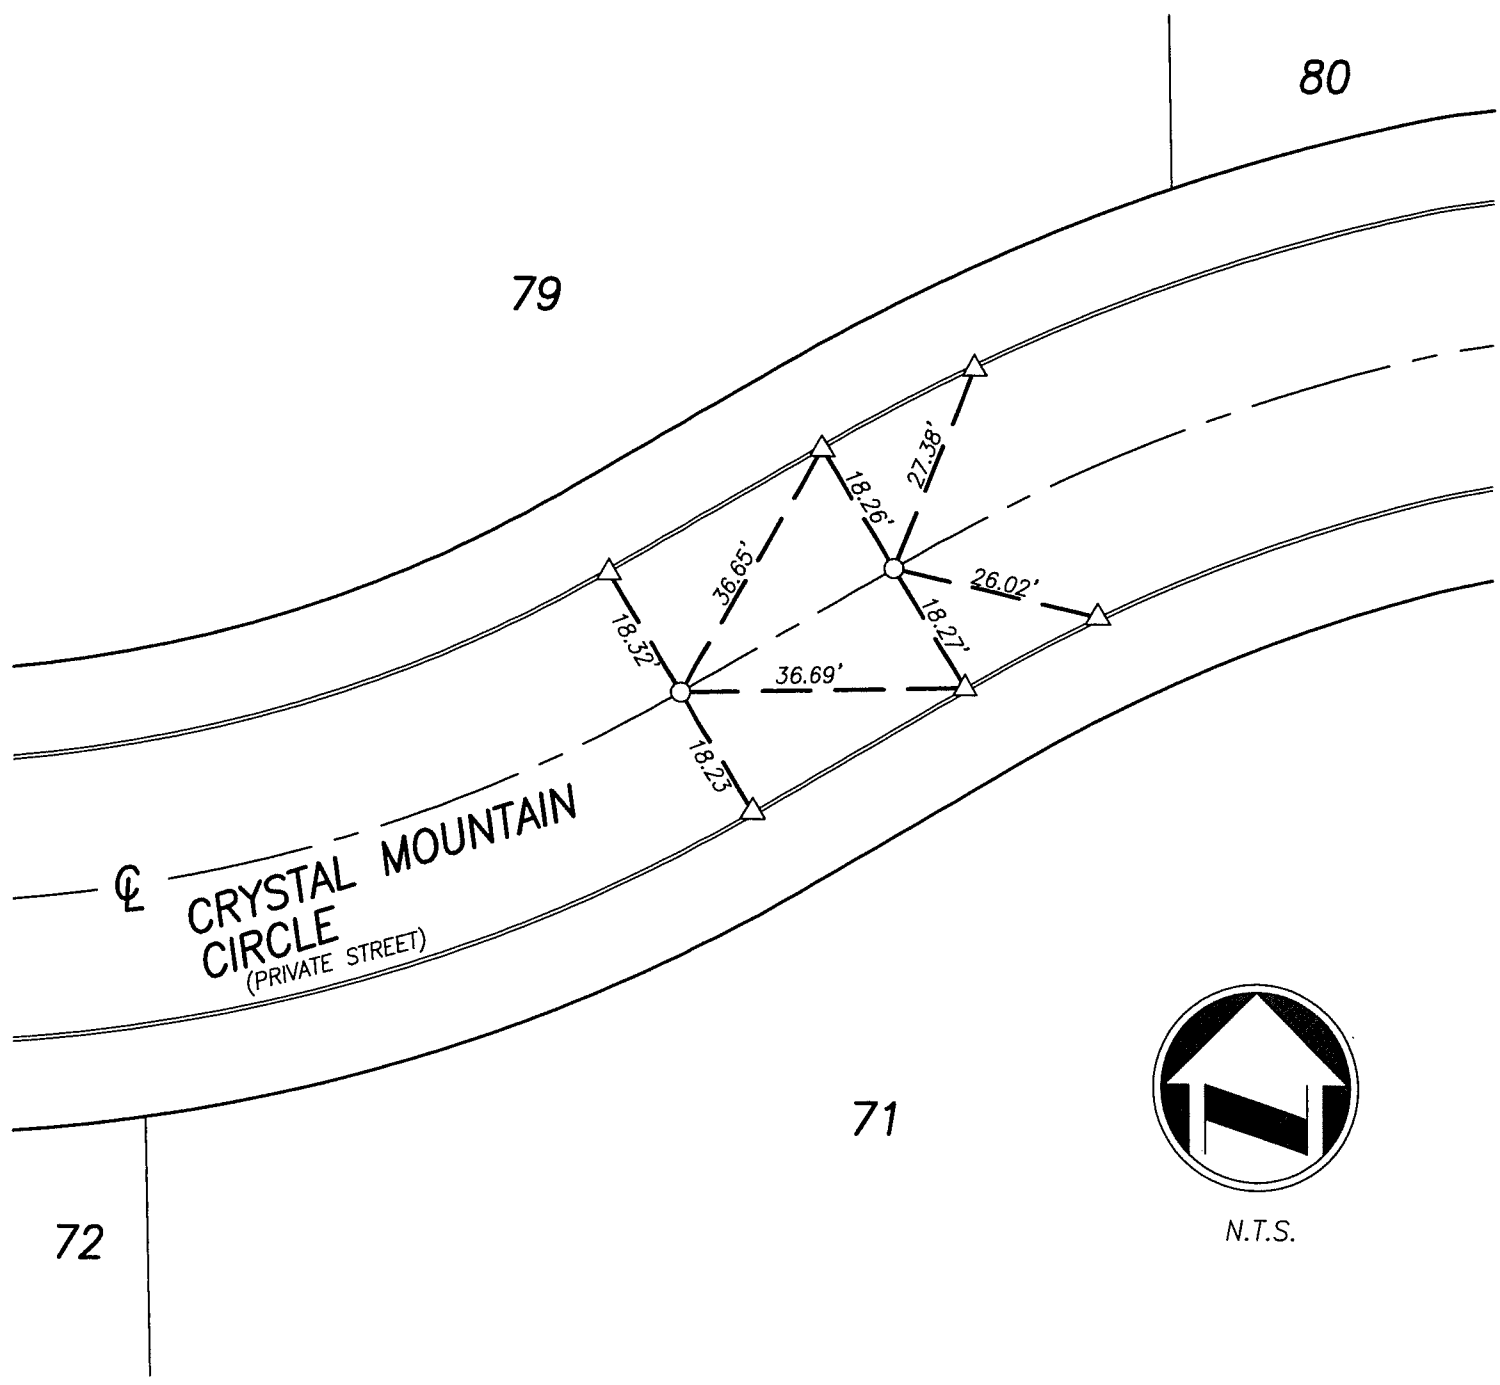 80
79
27.38'
18.26'
36.65'
26.02'
18.27'
18.32'
36.69'
18.23
℄
CRYSTAL MOUNTAIN
CIRCLE
(PRIVATE STREET)
71
72
N
N.T.S.